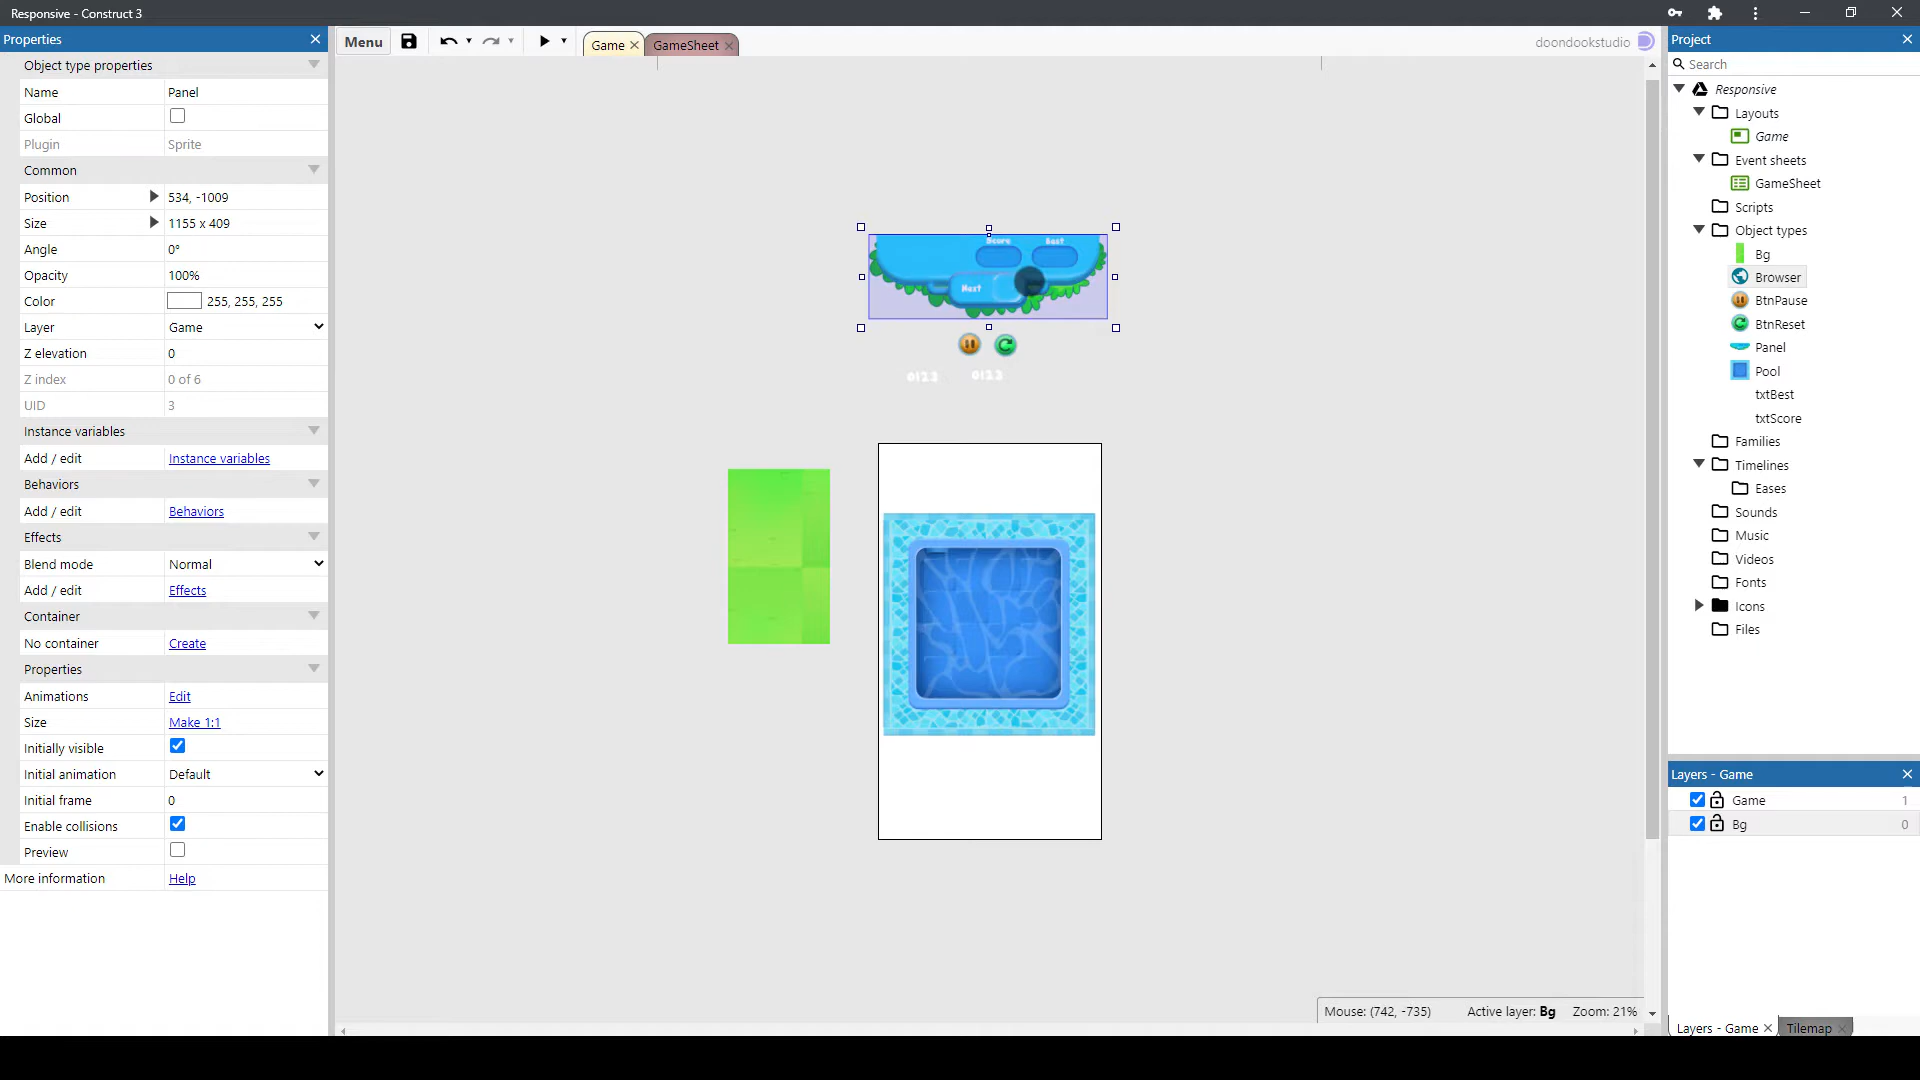 Responsive - Construct 3
Properties
Object type properties
Name Panel
Global
Plugin Sprite
Common
Position 534, -1009
Size 1155 x 409
Angle 0°
Opacity 100%
Color 255, 255, 255
Layer Game
Z elevation 0
Z index 0 of 6
UID 3
Instance variables
Add / edit Instance variables
Behaviors
Add / edit Behaviors
Effects
Blend mode Normal
Add / edit Effects
Container
No container Create
Properties
Animations Edit
Size Make 1:1
Initially visible
Initial animation Default
Initial frame 0
Enable collisions
Preview
More information Help
Menu
Game
GameSheet
doondookstudio
Score Best
Next
0123 0123
Mouse: (742, -735) Active layer: Bg Zoom: 21%
Project
Search
Responsive
Layouts
Game
Event sheets
GameSheet
Scripts
Object types
Bg
Browser
BtnPause
BtnReset
Panel
Pool
txtBest
txtScore
Families
Timelines
Eases
Sounds
Music
Videos
Fonts
Icons
Files
Layers - Game
Game 1
Bg 0
Layers - Game
Tilemap